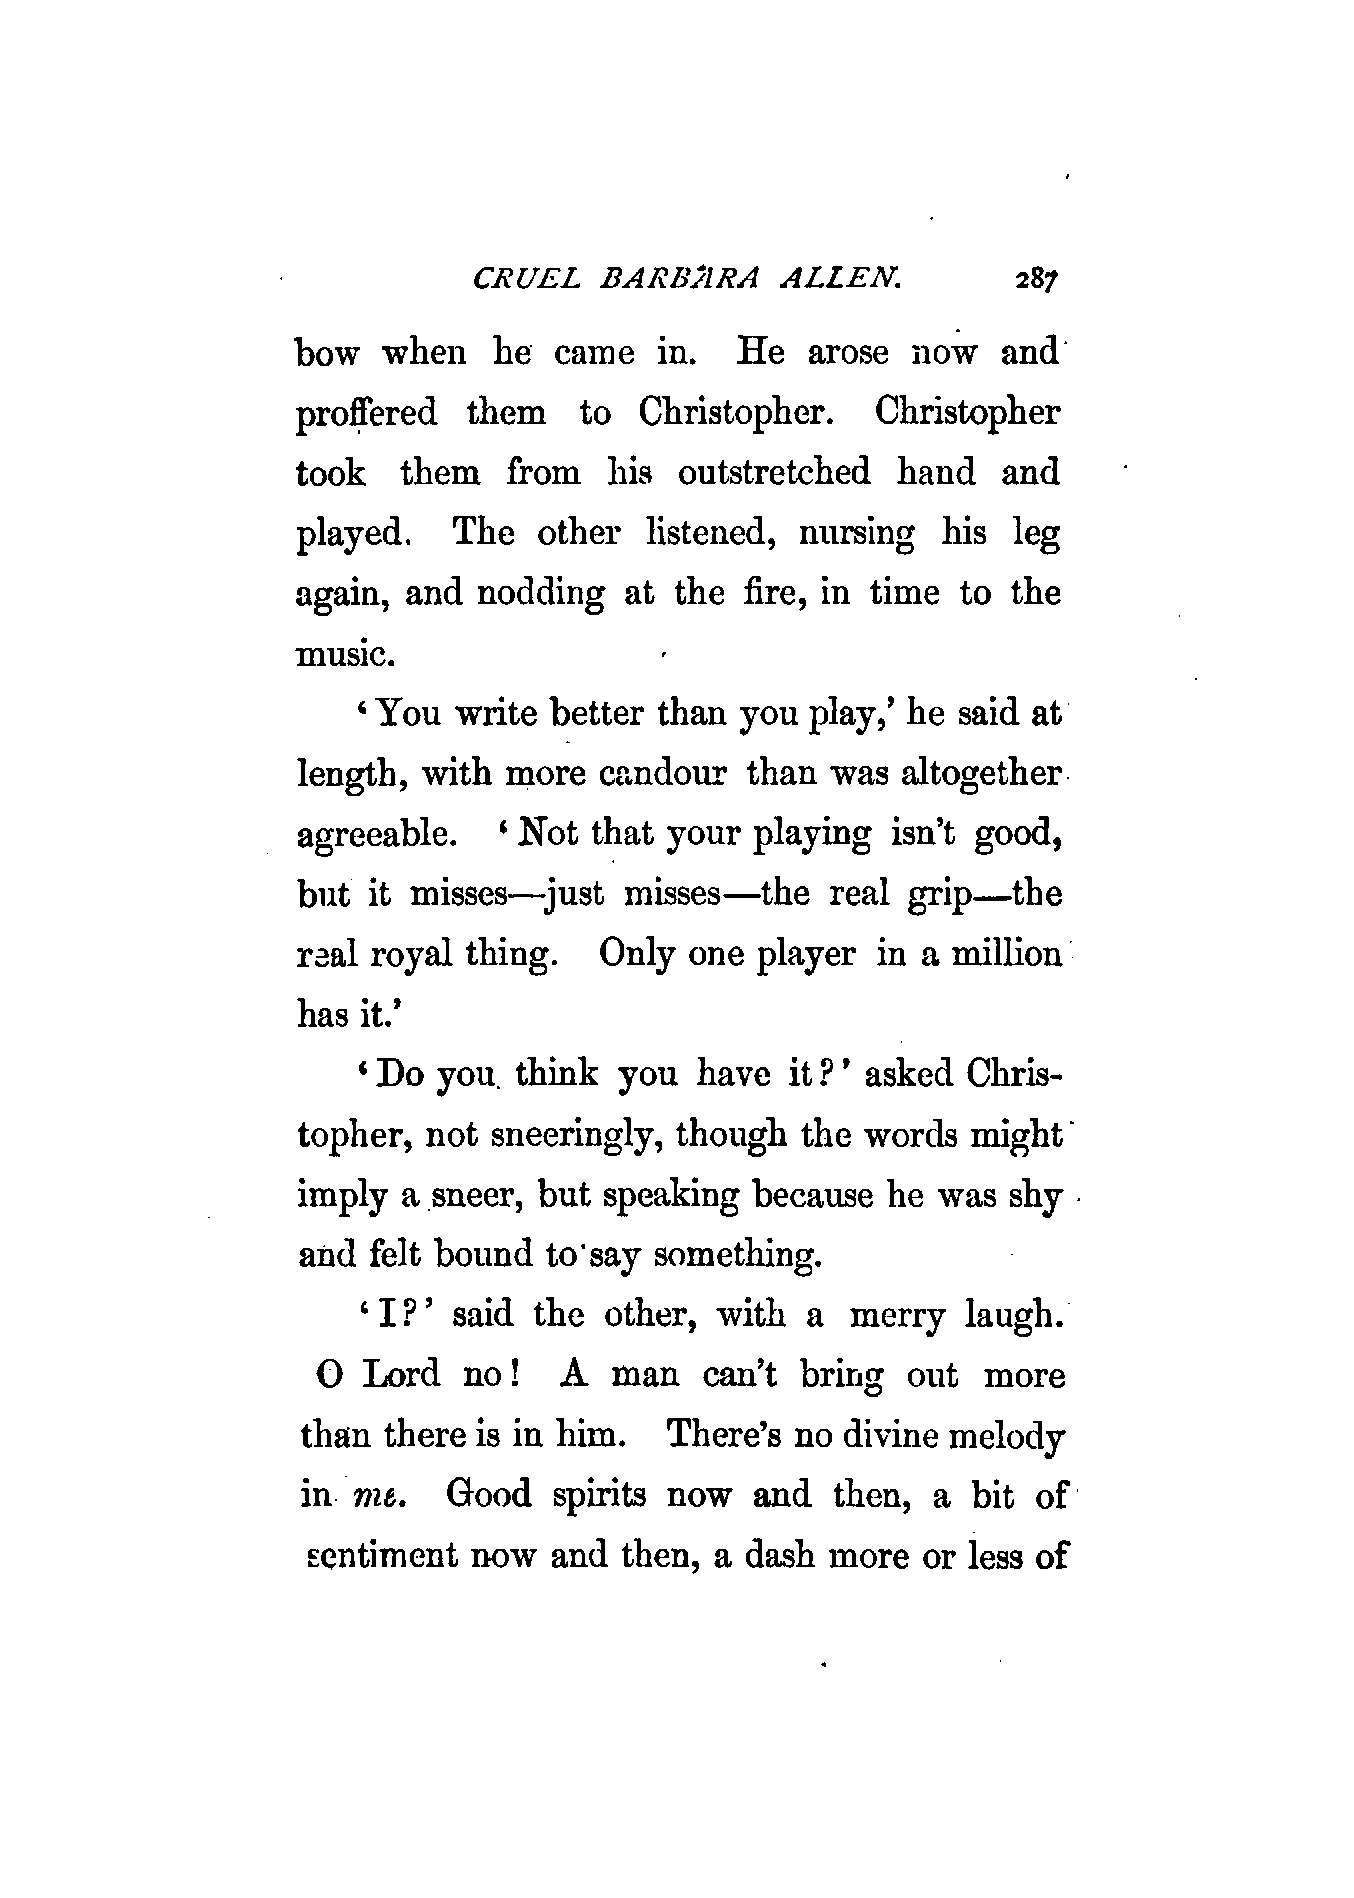 CRUEL BARBARA ALLEN. 287
bow when he came in. He arose now and
proffered them to Christopher. Christopher
took them from his outstretched hand and
played. The other listened, nursing his leg
again, and nodding at the fire, in time to the
music.
‘You write better than you play,’ he said at
length, with more candour than was altogether
agreeable. ‘Not that your playing isn’t good,
but it misses—just misses—the real grip—the
real royal thing. Only one player in a million
has it.’
‘Do you think you have it?’ asked Chris-
topher, not sneeringly, though the words might
imply a sneer, but speaking because he was shy
and felt bound to say something.
‘I?’ said the other, with a merry laugh.
O Lord no! A man can’t bring out more
than there is in him. There’s no divine melody
in me. Good spirits now and then, a bit of
sentiment now and then, a dash more or less of